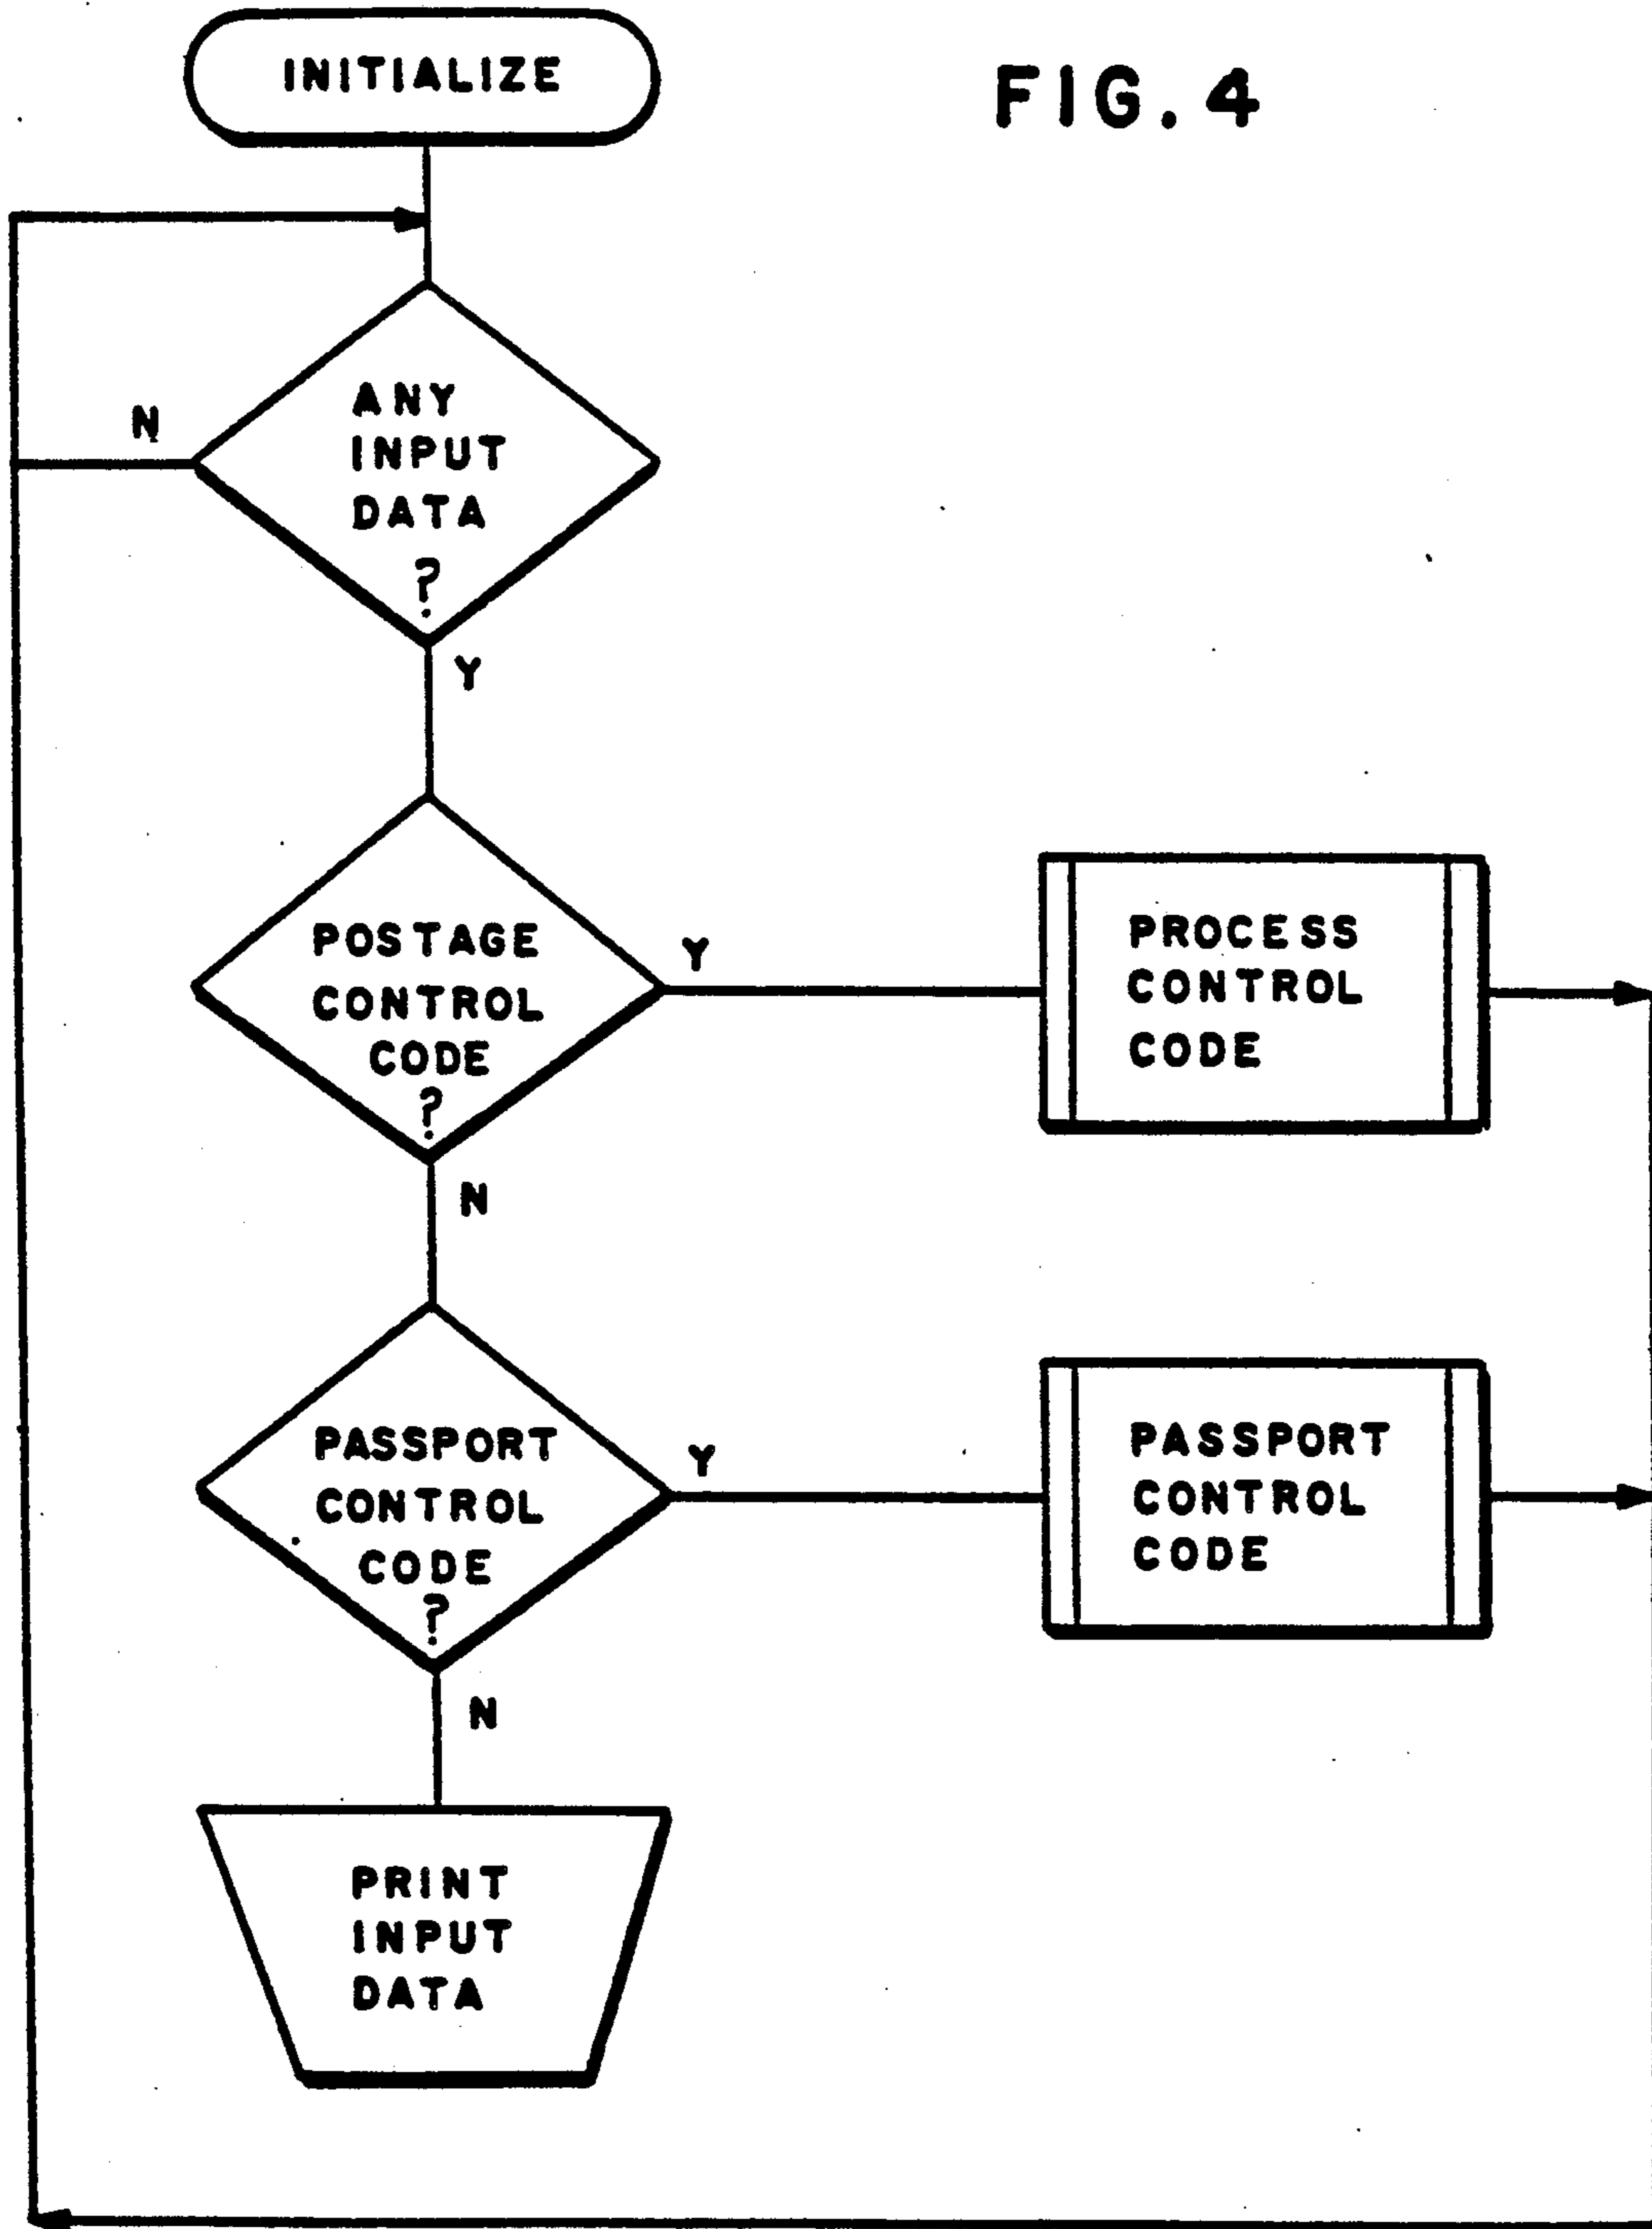 INITIALIZE
FIG. 4
N
ANY
INPUT
DATA
?
Y
POSTAGE
CONTROL
CODE
?
Y
PROCESS
CONTROL
CODE
N
PASSPORT
CONTROL
CODE
?
Y
PASSPORT
CONTROL
CODE
N
PRINT
INPUT
DATA